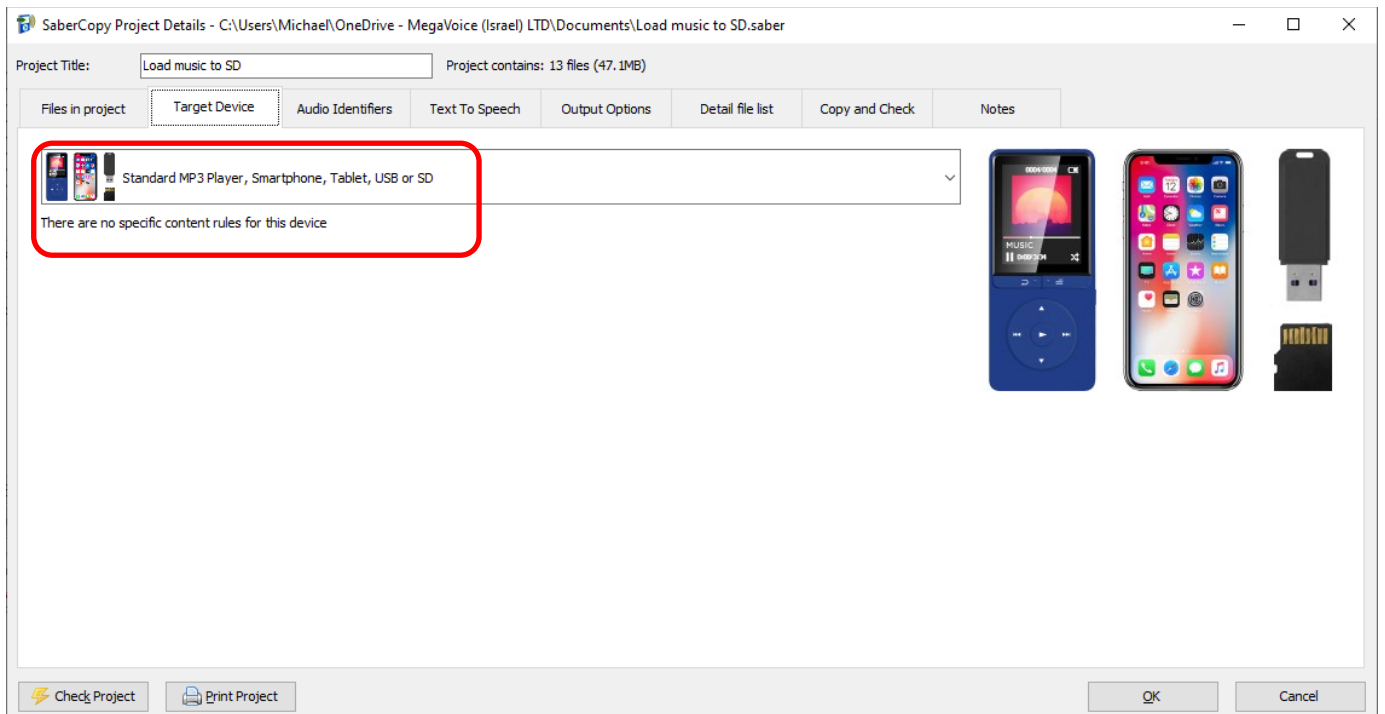 SaberCopy Project Details - C:\Users\Michael\OneDrive - MegaVoice (Israel) LTD\Documents\Load music to SD.saber
Project Title: Load music to SD Project contains: 13 files (47.1MB)
Files in project Target Device Audio Identifiers Text To Speech Output Options Detail file list Copy and Check Notes
Standard MP3 Player, Smartphone, Tablet, USB or SD
There are no specific content rules for this device
0004/0004
12
MUSIC
Check Project Print Project OK Cancel